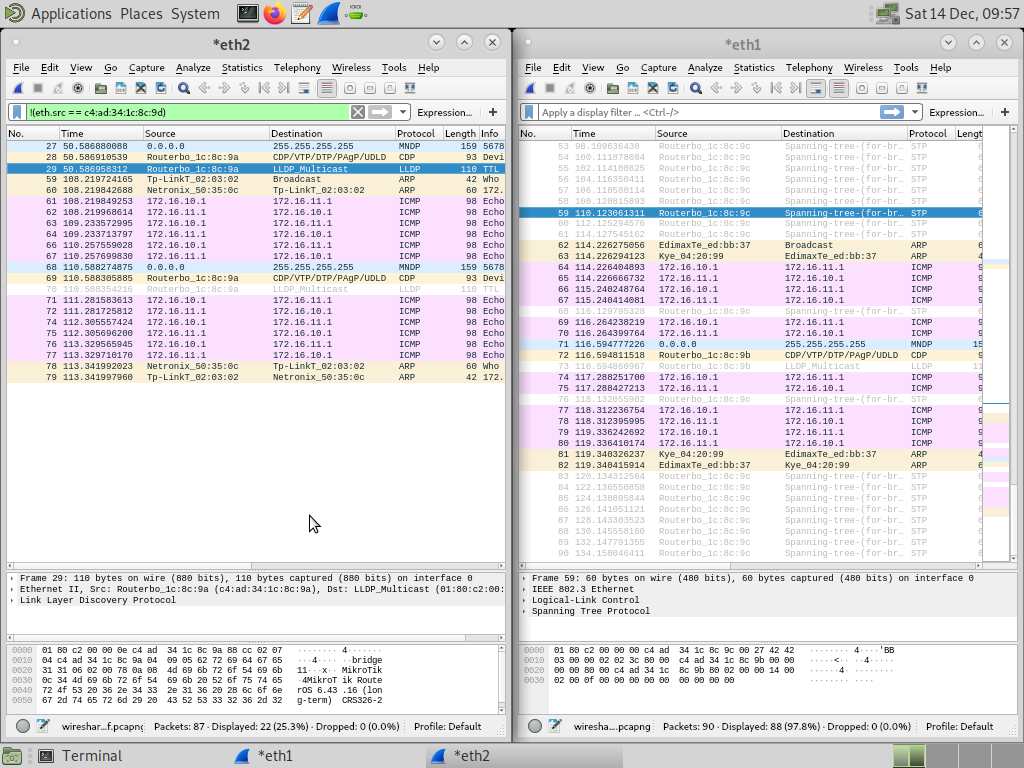 Applications Places System
Sat 14 Dec, 09:57
*eth2
File Edit View Go Capture Analyze Statistics Telephony Wireless Tools Help
!(eth.src == c4:ad:34:1c:8c:9d)
Expression... +
No. Time Source Destination Protocol Length Info
27 50.586880088 0.0.0.0 255.255.255.255 MNDP 159 5678
28 50.586910539 Routerbo_1c:8c:9a CDP/VTP/DTP/PAgP/UDLD CDP 93 Devi
29 50.586958312 Routerbo_1c:8c:9a LLDP_Multicast LLDP 110 TTL
59 108.219724165 Tp-LinkT_02:03:02 Broadcast ARP 42 Who
60 108.219842688 Netronix_50:35:0c Tp-LinkT_02:03:02 ARP 60 172.
61 108.219849253 172.16.10.1 172.16.11.1 ICMP 98 Echo
62 108.219968614 172.16.11.1 172.16.10.1 ICMP 98 Echo
63 109.233572995 172.16.10.1 172.16.11.1 ICMP 98 Echo
64 109.233713797 172.16.11.1 172.16.10.1 ICMP 98 Echo
66 110.257559028 172.16.10.1 172.16.11.1 ICMP 98 Echo
67 110.257699830 172.16.11.1 172.16.10.1 ICMP 98 Echo
68 110.588274875 0.0.0.0 255.255.255.255 MNDP 159 5678
69 110.588305885 Routerbo_1c:8c:9a CDP/VTP/DTP/PAgP/UDLD CDP 93 Devi
70 110.588354216 Routerbo_1c:8c:9a LLDP_Multicast LLDP 110 TTL
71 111.281583613 172.16.10.1 172.16.11.1 ICMP 98 Echo
72 111.281725812 172.16.11.1 172.16.10.1 ICMP 98 Echo
74 112.305557424 172.16.10.1 172.16.11.1 ICMP 98 Echo
75 112.305696200 172.16.11.1 172.16.10.1 ICMP 98 Echo
76 113.329565945 172.16.10.1 172.16.11.1 ICMP 98 Echo
77 113.329710170 172.16.11.1 172.16.10.1 ICMP 98 Echo
78 113.341992023 Netronix_50:35:0c Tp-LinkT_02:03:02 ARP 60 Who
79 113.341997960 Tp-LinkT_02:03:02 Netronix_50:35:0c ARP 42 172.
Frame 29: 110 bytes on wire (880 bits), 110 bytes captured (880 bits) on interface 0
Ethernet II, Src: Routerbo_1c:8c:9a (c4:ad:34:1c:8c:9a), Dst: LLDP_Multicast (01:80:c2:00:
Link Layer Discovery Protocol
0000 01 80 c2 00 00 0e c4 ad 34 1c 8c 9a 88 cc 02 07 ········ 4·······
0010 04 c4 ad 34 1c 8c 9a 04 09 05 62 72 69 64 67 65 ···4···· ··bridge
0020 31 31 06 02 00 78 0a 08 4d 69 6b 72 6f 54 69 6b 11···x·· MikroTik
0030 0c 34 4d 69 6b 72 6f 54 69 6b 20 52 6f 75 74 65 ·4MikroT ik Route
0040 72 4f 53 20 36 2e 34 33 2e 31 36 20 28 6c 6f 6e rOS 6.43 .16 (lon
0050 67 2d 74 65 72 6d 29 20 43 52 53 33 32 36 2d 32 g-term) CRS326-2
wireshar...f.pcapng Packets: 87 · Displayed: 22 (25.3%) · Dropped: 0 (0.0%) Profile: Default
*eth1
File Edit View Go Capture Analyze Statistics Telephony Wireless Tools Help
Apply a display filter ... <Ctrl-/>
Expression... +
No. Time Source Destination Protocol Lengt
53 98.109636438 Routerbo_1c:8c:9c Spanning-tree-(for-br… STP 6
54 100.111878084 Routerbo_1c:8c:9c Spanning-tree-(for-br… STP 6
55 102.114108625 Routerbo_1c:8c:9c Spanning-tree-(for-br… STP 6
56 104.116350411 Routerbo_1c:8c:9c Spanning-tree-(for-br… STP 6
57 106.118580114 Routerbo_1c:8c:9c Spanning-tree-(for-br… STP 6
58 108.120815893 Routerbo_1c:8c:9c Spanning-tree-(for-br… STP 6
59 110.123061311 Routerbo_1c:8c:9c Spanning-tree-(for-br… STP 6
60 112.125294576 Routerbo_1c:8c:9c Spanning-tree-(for-br… STP 6
61 114.127545162 Routerbo_1c:8c:9c Spanning-tree-(for-br… STP 6
62 114.226275056 EdimaxTe_ed:bb:37 Broadcast ARP 6
63 114.226294123 Kye_04:20:99 EdimaxTe_ed:bb:37 ARP 4
64 114.226404893 172.16.10.1 172.16.11.1 ICMP 9
65 114.226666732 172.16.11.1 172.16.10.1 ICMP 9
66 115.240248764 172.16.10.1 172.16.11.1 ICMP 9
67 115.240414081 172.16.11.1 172.16.10.1 ICMP 9
68 116.129795328 Routerbo_1c:8c:9c Spanning-tree-(for-br… STP 6
69 116.264238219 172.16.10.1 172.16.11.1 ICMP 9
70 116.264399764 172.16.11.1 172.16.10.1 ICMP 9
71 116.594777226 0.0.0.0 255.255.255.255 MNDP 15
72 116.594811518 Routerbo_1c:8c:9b CDP/VTP/DTP/PAgP/UDLD CDP 9
73 116.594860967 Routerbo_1c:8c:9b LLDP_Multicast LLDP 11
74 117.288251700 172.16.10.1 172.16.11.1 ICMP 9
75 117.288427213 172.16.11.1 172.16.10.1 ICMP 9
76 118.132055902 Routerbo_1c:8c:9c Spanning-tree-(for-br… STP 6
77 118.312236754 172.16.10.1 172.16.11.1 ICMP 9
78 118.312395995 172.16.11.1 172.16.10.1 ICMP 9
79 119.336242692 172.16.10.1 172.16.11.1 ICMP 9
80 119.336410174 172.16.11.1 172.16.10.1 ICMP 9
81 119.340326237 Kye_04:20:99 EdimaxTe_ed:bb:37 ARP 4
82 119.340415914 EdimaxTe_ed:bb:37 Kye_04:20:99 ARP 6
83 120.134312564 Routerbo_1c:8c:9c Spanning-tree-(for-br… STP 6
84 122.136550858 Routerbo_1c:8c:9c Spanning-tree-(for-br… STP 6
85 124.138805844 Routerbo_1c:8c:9c Spanning-tree-(for-br… STP 6
86 126.141051121 Routerbo_1c:8c:9c Spanning-tree-(for-br… STP 6
87 128.143303523 Routerbo_1c:8c:9c Spanning-tree-(for-br… STP 6
88 130.145558160 Routerbo_1c:8c:9c Spanning-tree-(for-br… STP 6
89 132.147791355 Routerbo_1c:8c:9c Spanning-tree-(for-br… STP 6
90 134.150046411 Routerbo_1c:8c:9c Spanning-tree-(for-br… STP 6
Frame 59: 60 bytes on wire (480 bits), 60 bytes captured (480 bits) on interface 0
IEEE 802.3 Ethernet
Logical-Link Control
Spanning Tree Protocol
0000 01 80 c2 00 00 00 c4 ad 34 1c 8c 9c 00 27 42 42 ········ 4····'BB
0010 03 00 00 02 02 3c 80 00 c4 ad 34 1c 8c 9b 00 00 ·····<·· ··4·····
0020 00 00 80 00 c4 ad 34 1c 8c 9b 80 02 00 00 14 00 ······4· ········
0030 02 00 0f 00 00 00 00 00 00 00 00 00 ········ ····
wiresha....pcapng Packets: 90 · Displayed: 88 (97.8%) · Dropped: 0 (0.0%) Profile: Default
Terminal *eth1 *eth2